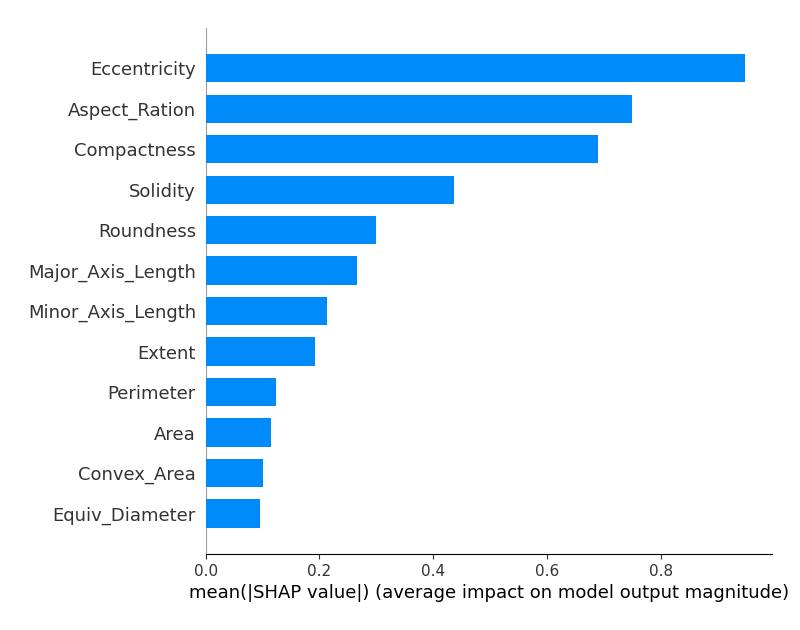 Eccentricity
Aspect_Ration
Compactness
Solidity
Roundness
Major_Axis_Length
Minor_Axis_Length
Extent
Perimeter
Area
Convex_Area
Equiv_Diameter
0.0 0.2 0.4 0.6 0.8
mean(|SHAP value|) (average impact on model output magnitude)